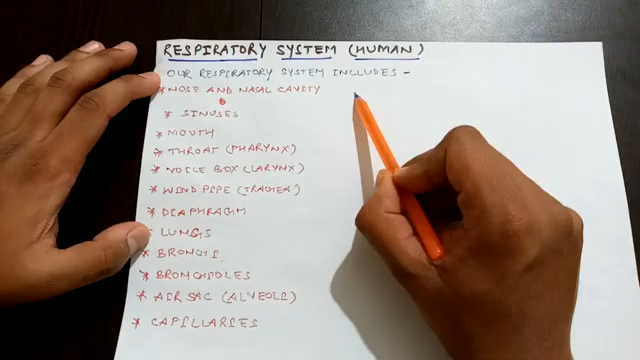 RESPIRATORY SYSTEM (HUMAN)
OUR RESPIRATORY SYSTEM INCLUDES -
* NOSE AND NASAL CAVITY
* SINUSES
* MOUTH
* THROAT (PHARYNX)
* VOICE BOX (LARYNX)
* WIND PIPE (TRACHEA)
* DIAPHRAGM
* LUNGS
* BRONCHI
* BRONCHIOLES
* AIR SAC (ALVEOLI)
* CAPILLARIES